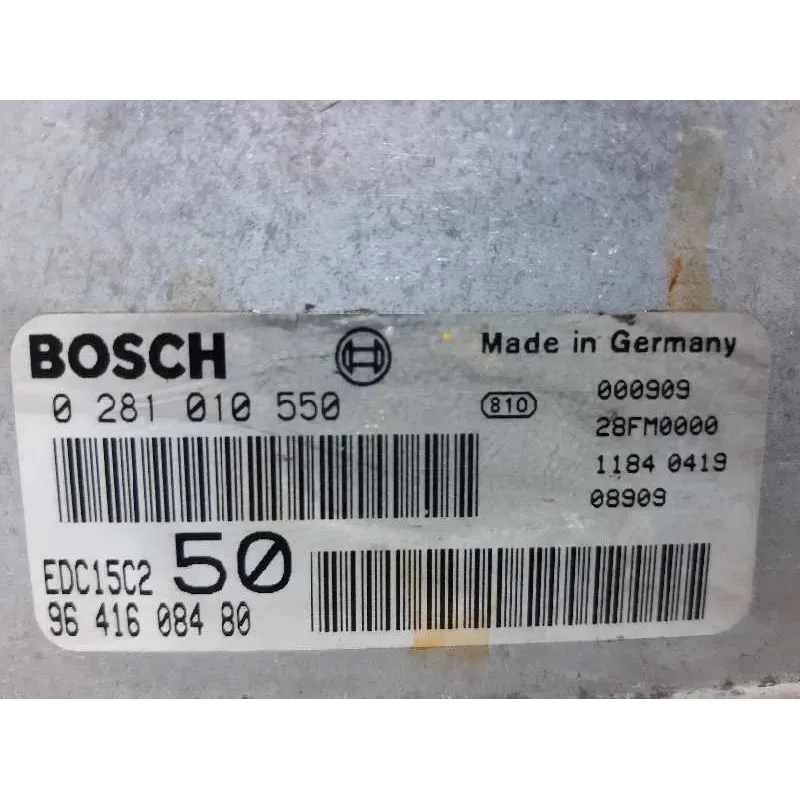 BOSCH
Made in Germany
0 281 010 550
810
000909
28FM0000
1184 0419
08909
EDC15C2 50
96 416 084 80